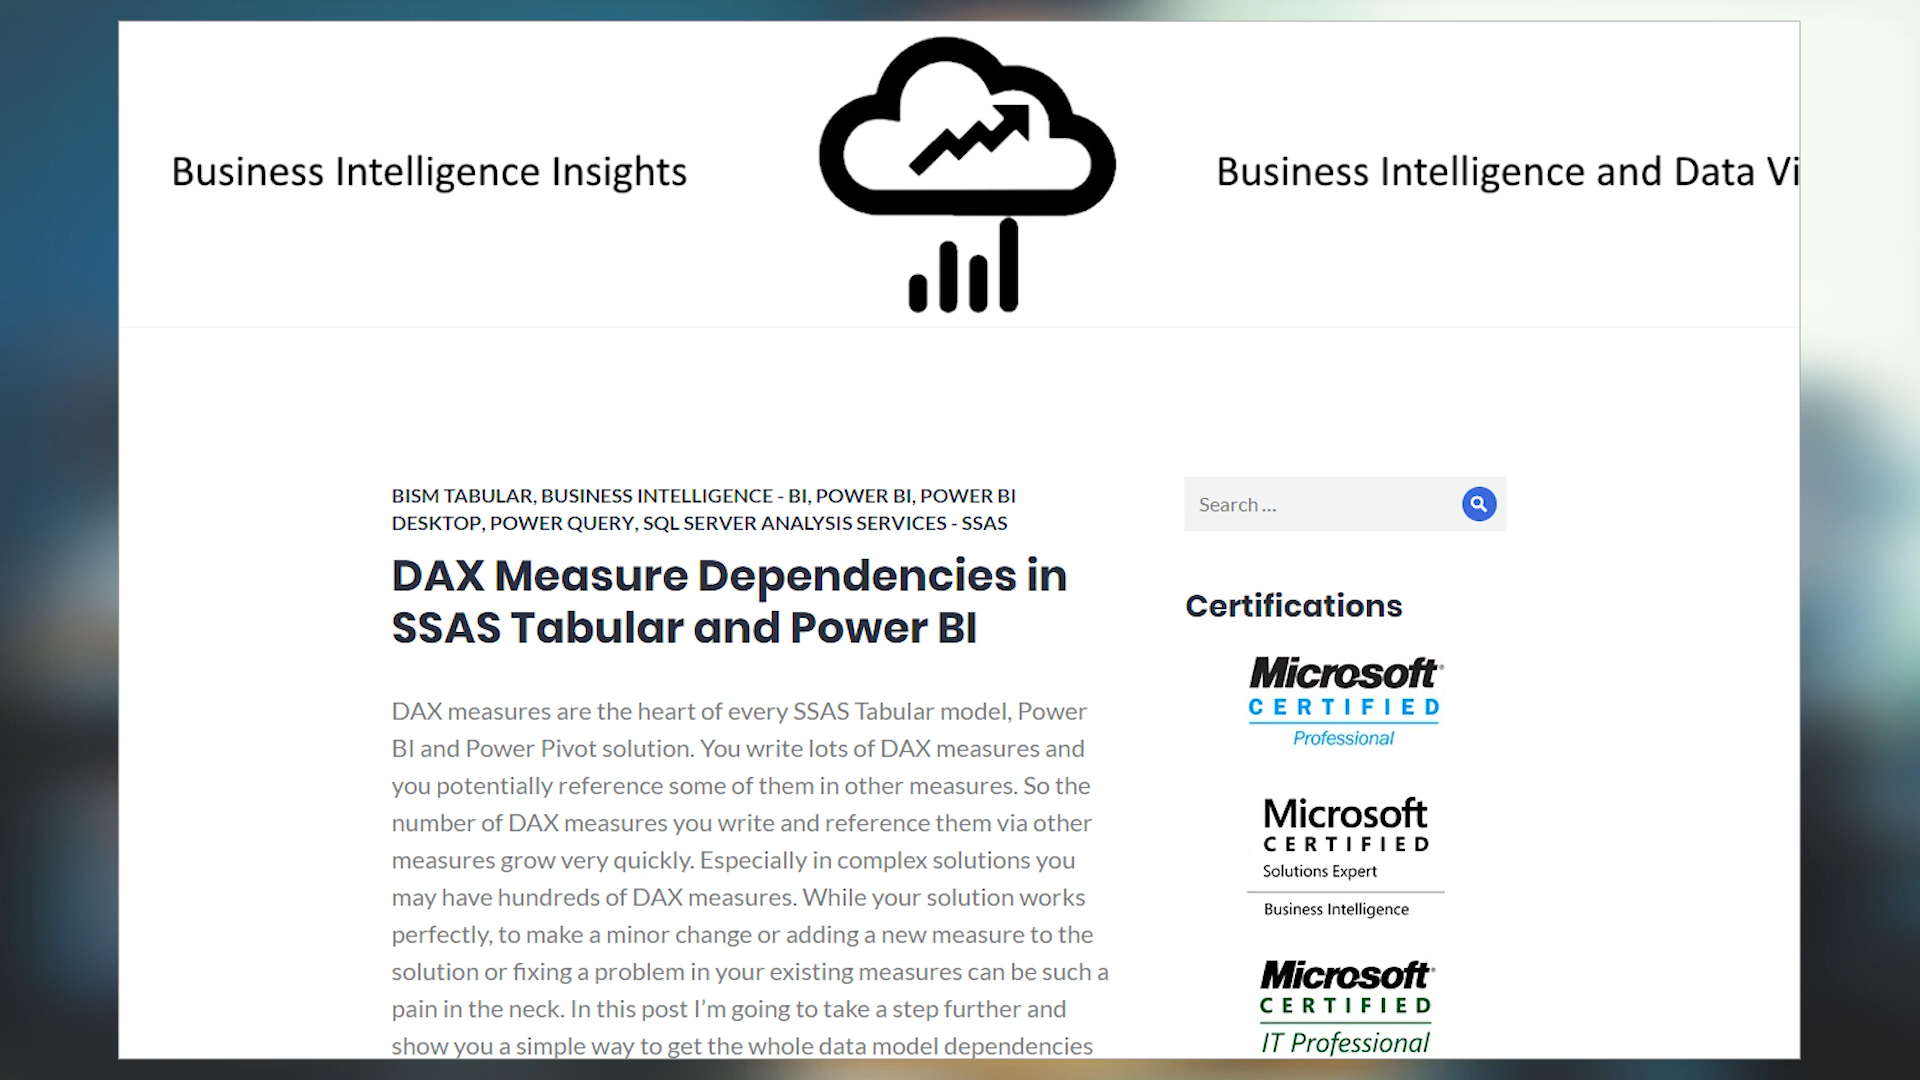 Business Intelligence Insights
Business Intelligence and Data Vi
BISM TABULAR, BUSINESS INTELLIGENCE - BI, POWER BI, POWER BI
DESKTOP, POWER QUERY, SQL SERVER ANALYSIS SERVICES - SSAS
DAX Measure Dependencies in
SSAS Tabular and Power BI
DAX measures are the heart of every SSAS Tabular model, Power
BI and Power Pivot solution. You write lots of DAX measures and
you potentially reference some of them in other measures. So the
number of DAX measures you write and reference them via other
measures grow very quickly. Especially in complex solutions you
may have hundreds of DAX measures. While your solution works
perfectly, to make a minor change or adding a new measure to the
solution or fixing a problem in your existing measures can be such a
pain in the neck. In this post I’m going to take a step further and
show you a simple way to get the whole data model dependencies
Search …
Certifications
Microsoft®
CERTIFIED
Professional
Microsoft
CERTIFIED
Solutions Expert
Business Intelligence
Microsoft®
CERTIFIED
IT Professional